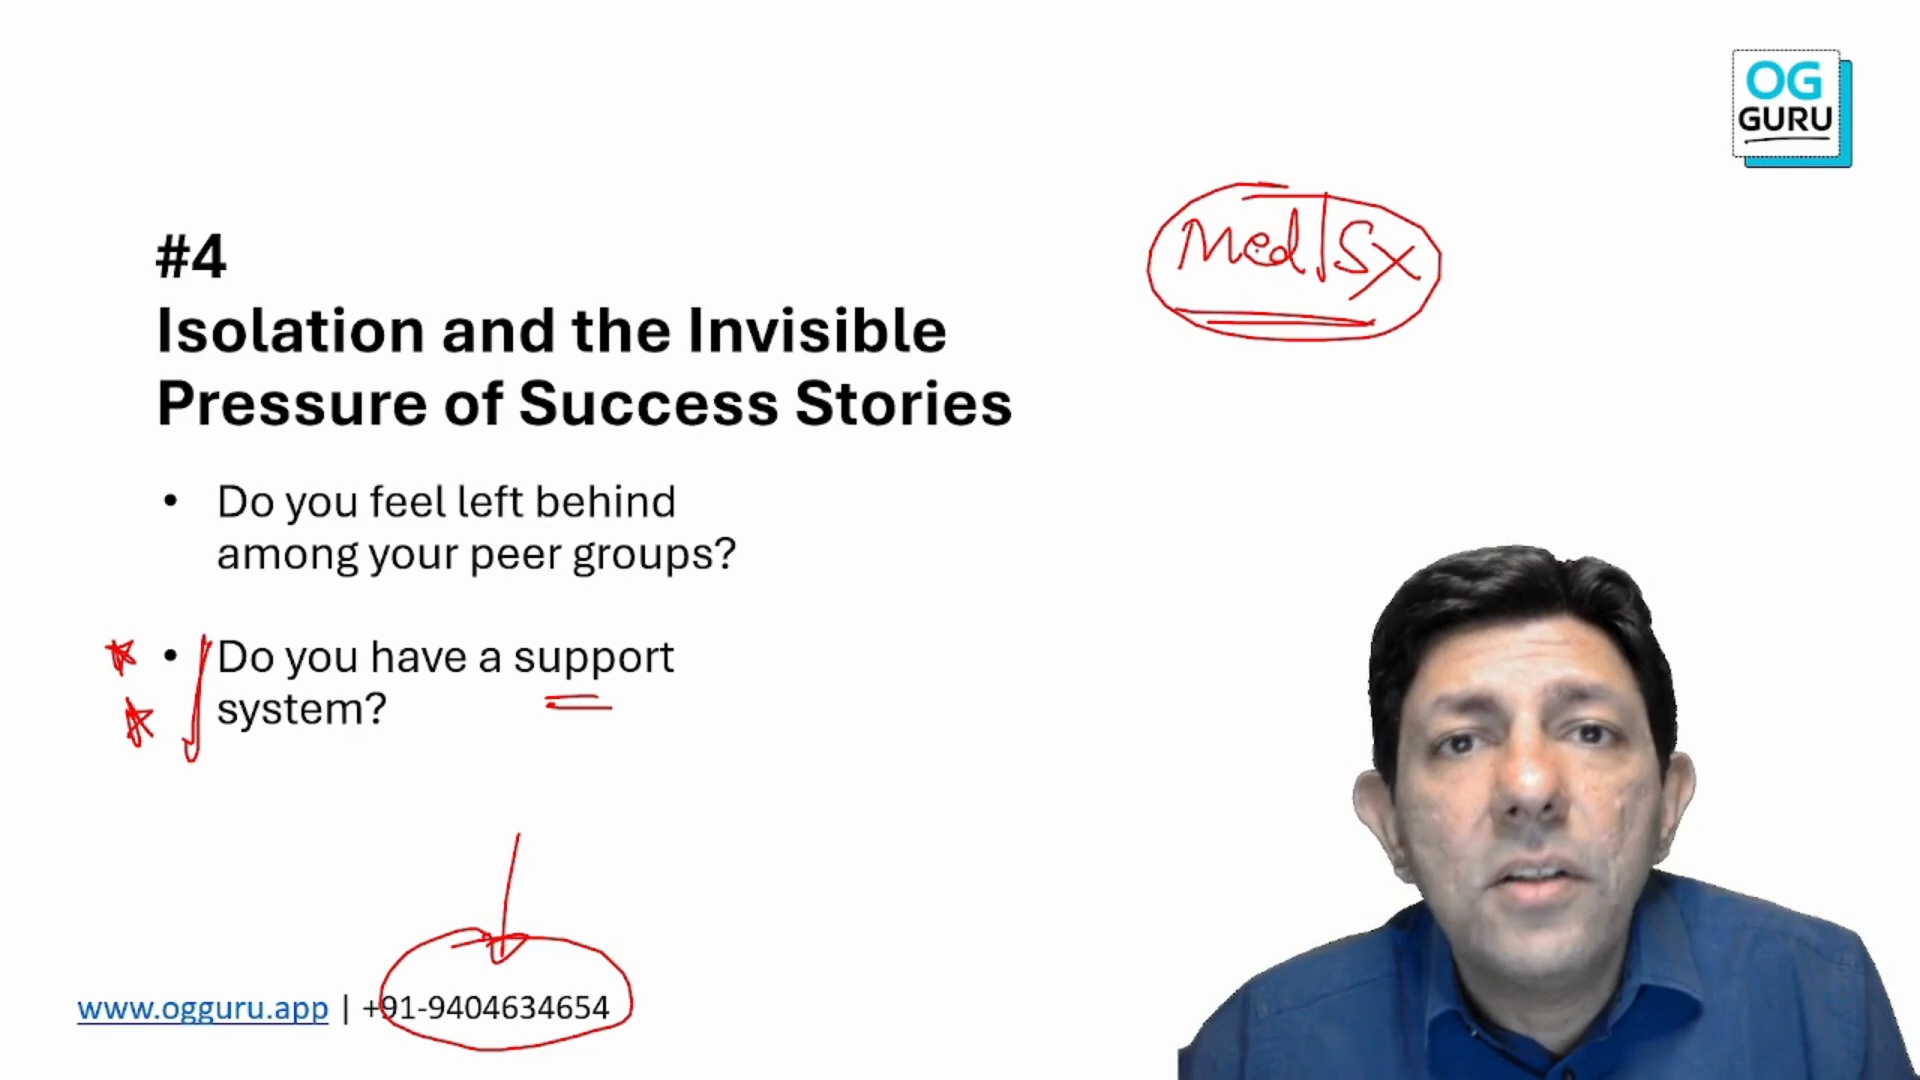 OG
GURU
Med|Sx
#4
Isolation and the Invisible
Pressure of Success Stories
• Do you feel left behind
among your peer groups?
• Do you have a support
system?
www.ogguru.app | +91-9404634654